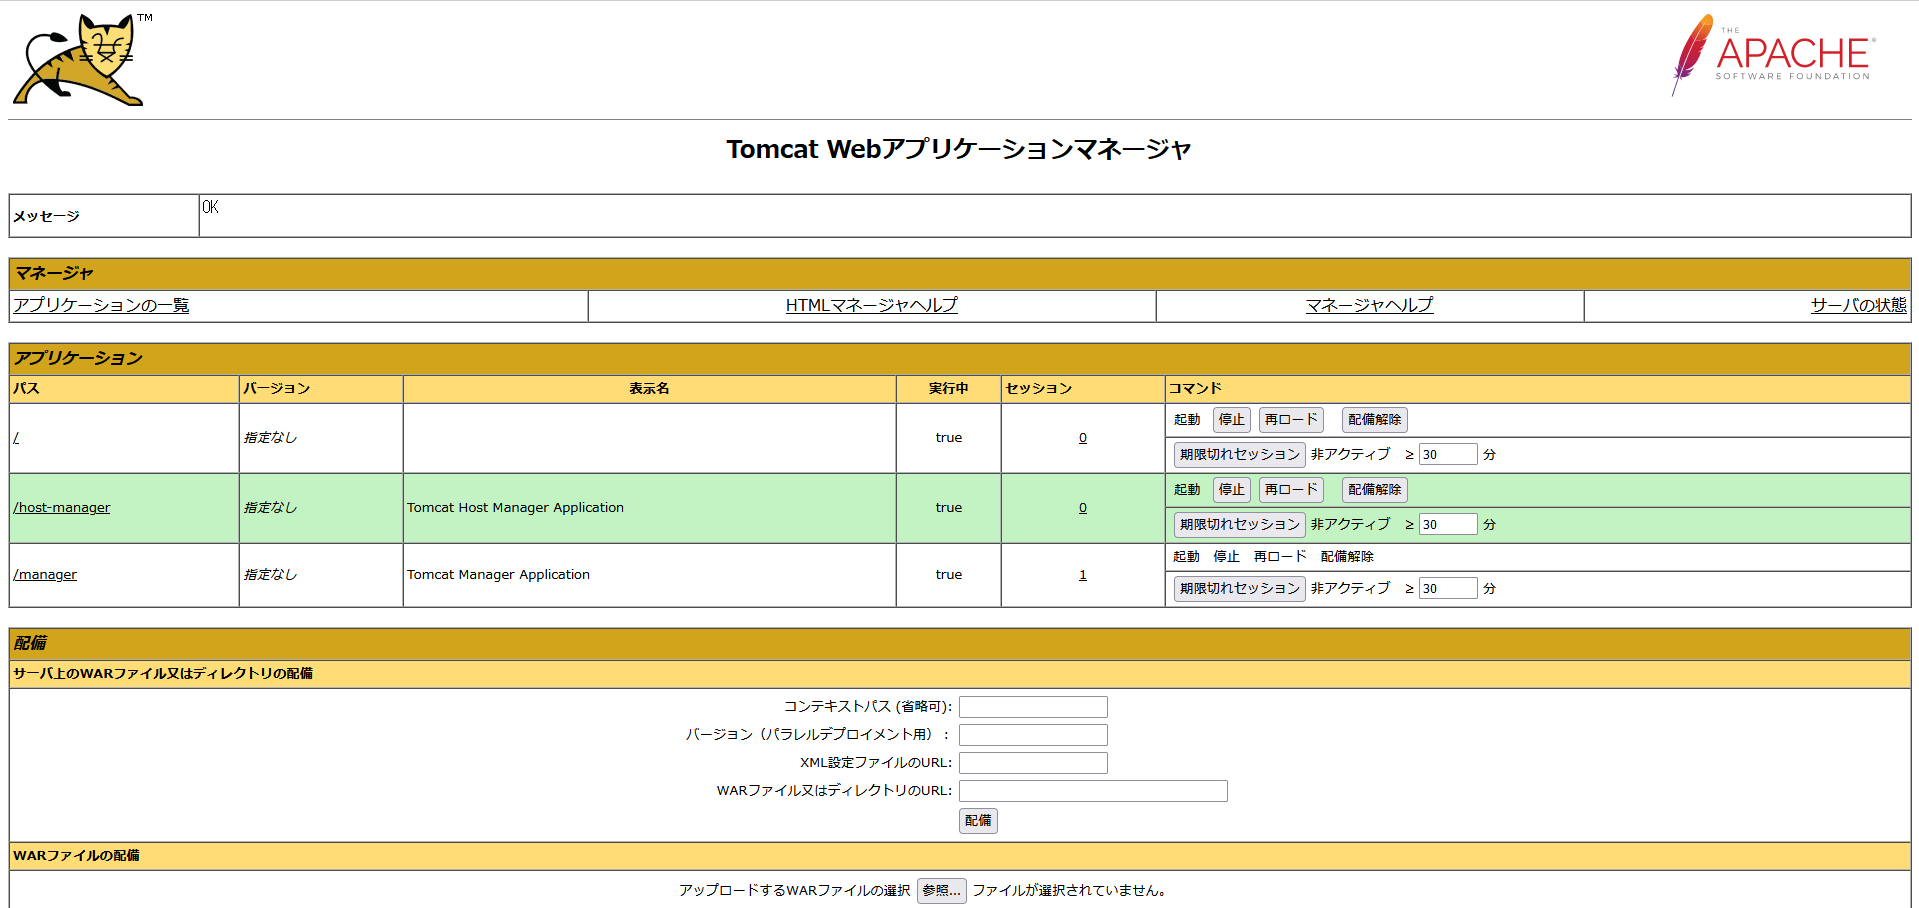 TM
THE
APACHE®
SOFTWARE FOUNDATION
Tomcat Webアプリケーションマネージャ
メッセージ OK
マネージャ
アプリケーションの一覧 HTMLマネージャヘルプ マネージャヘルプ サーバの状態
アプリケーション
パス バージョン 表示名 実行中 セッション コマンド
/ 指定なし true 0
起動 停止 再ロード 配備解除
期限切れセッション 非アクティブ ≥ 30 分
/host-manager 指定なし Tomcat Host Manager Application true 0
起動 停止 再ロード 配備解除
期限切れセッション 非アクティブ ≥ 30 分
/manager 指定なし Tomcat Manager Application true 1
起動 停止 再ロード 配備解除
期限切れセッション 非アクティブ ≥ 30 分
配備
サーバ上のWARファイル又はディレクトリの配備
コンテキストパス (省略可):
バージョン（パラレルデプロイメント用）:
XML設定ファイルのURL:
WARファイル又はディレクトリのURL:
配備
WARファイルの配備
アップロードするWARファイルの選択 参照... ファイルが選択されていません。